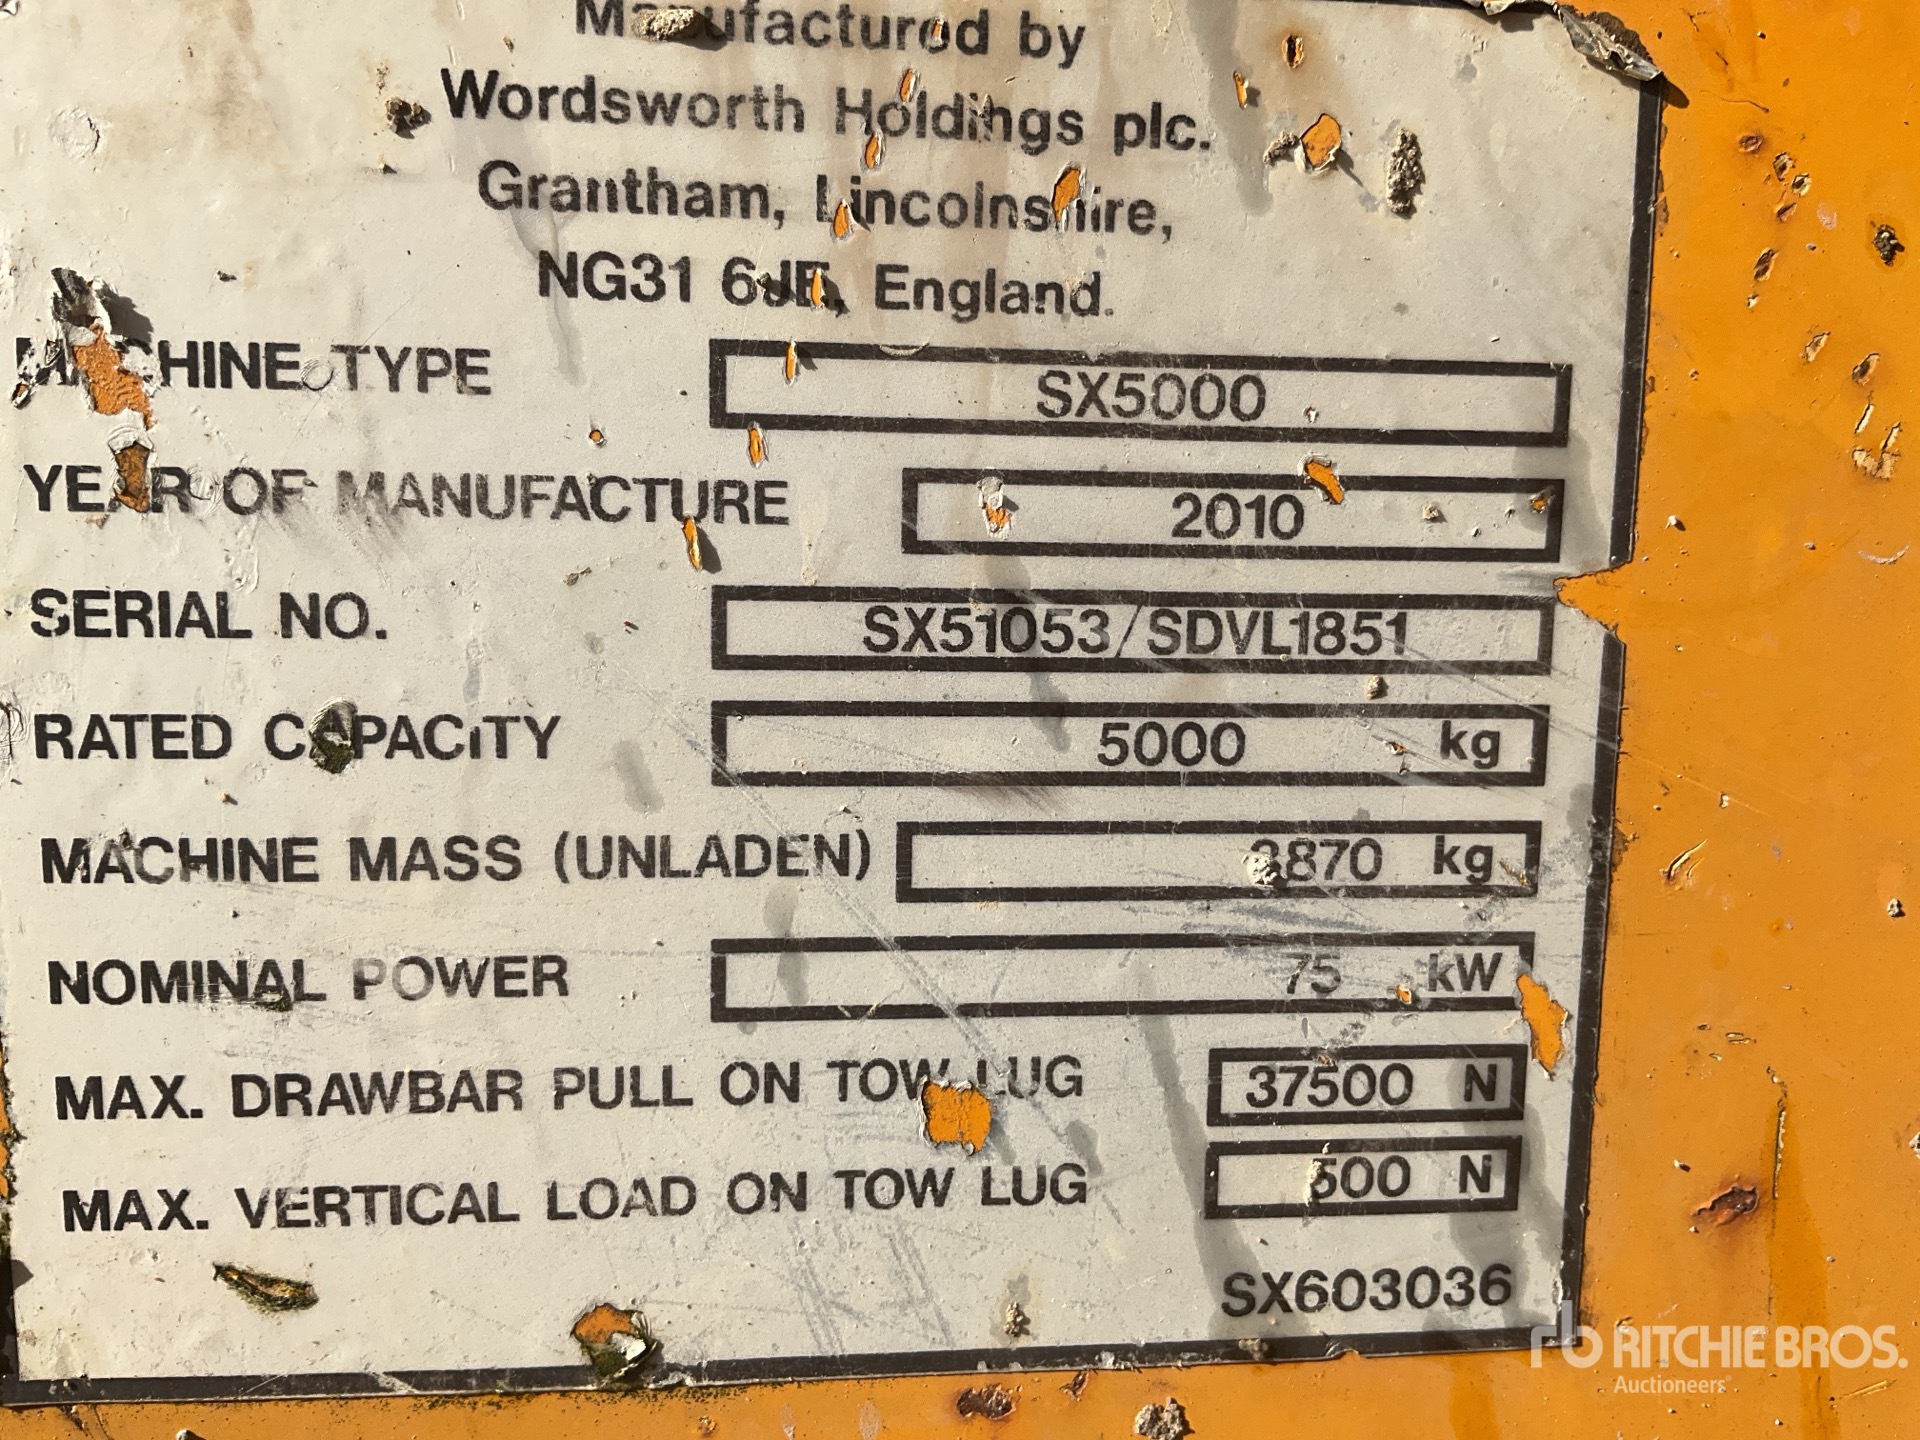 Manufactured by
Wordsworth Holdings plc.
Grantham, Lincolnshire,
NG31 6JE, England.
MACHINE TYPE SX5000
YEAR OF MANUFACTURE 2010
SERIAL NO. SX51053/SDVL1851
RATED CAPACITY 5000 kg
MACHINE MASS (UNLADEN) kg
NOMINAL POWER 75 kW
MAX. DRAWBAR PULL ON TOW LUG 37500 N
MAX. VERTICAL LOAD ON TOW LUG 500 N
SX603036
rb RITCHIE BROS.
Auctioneers